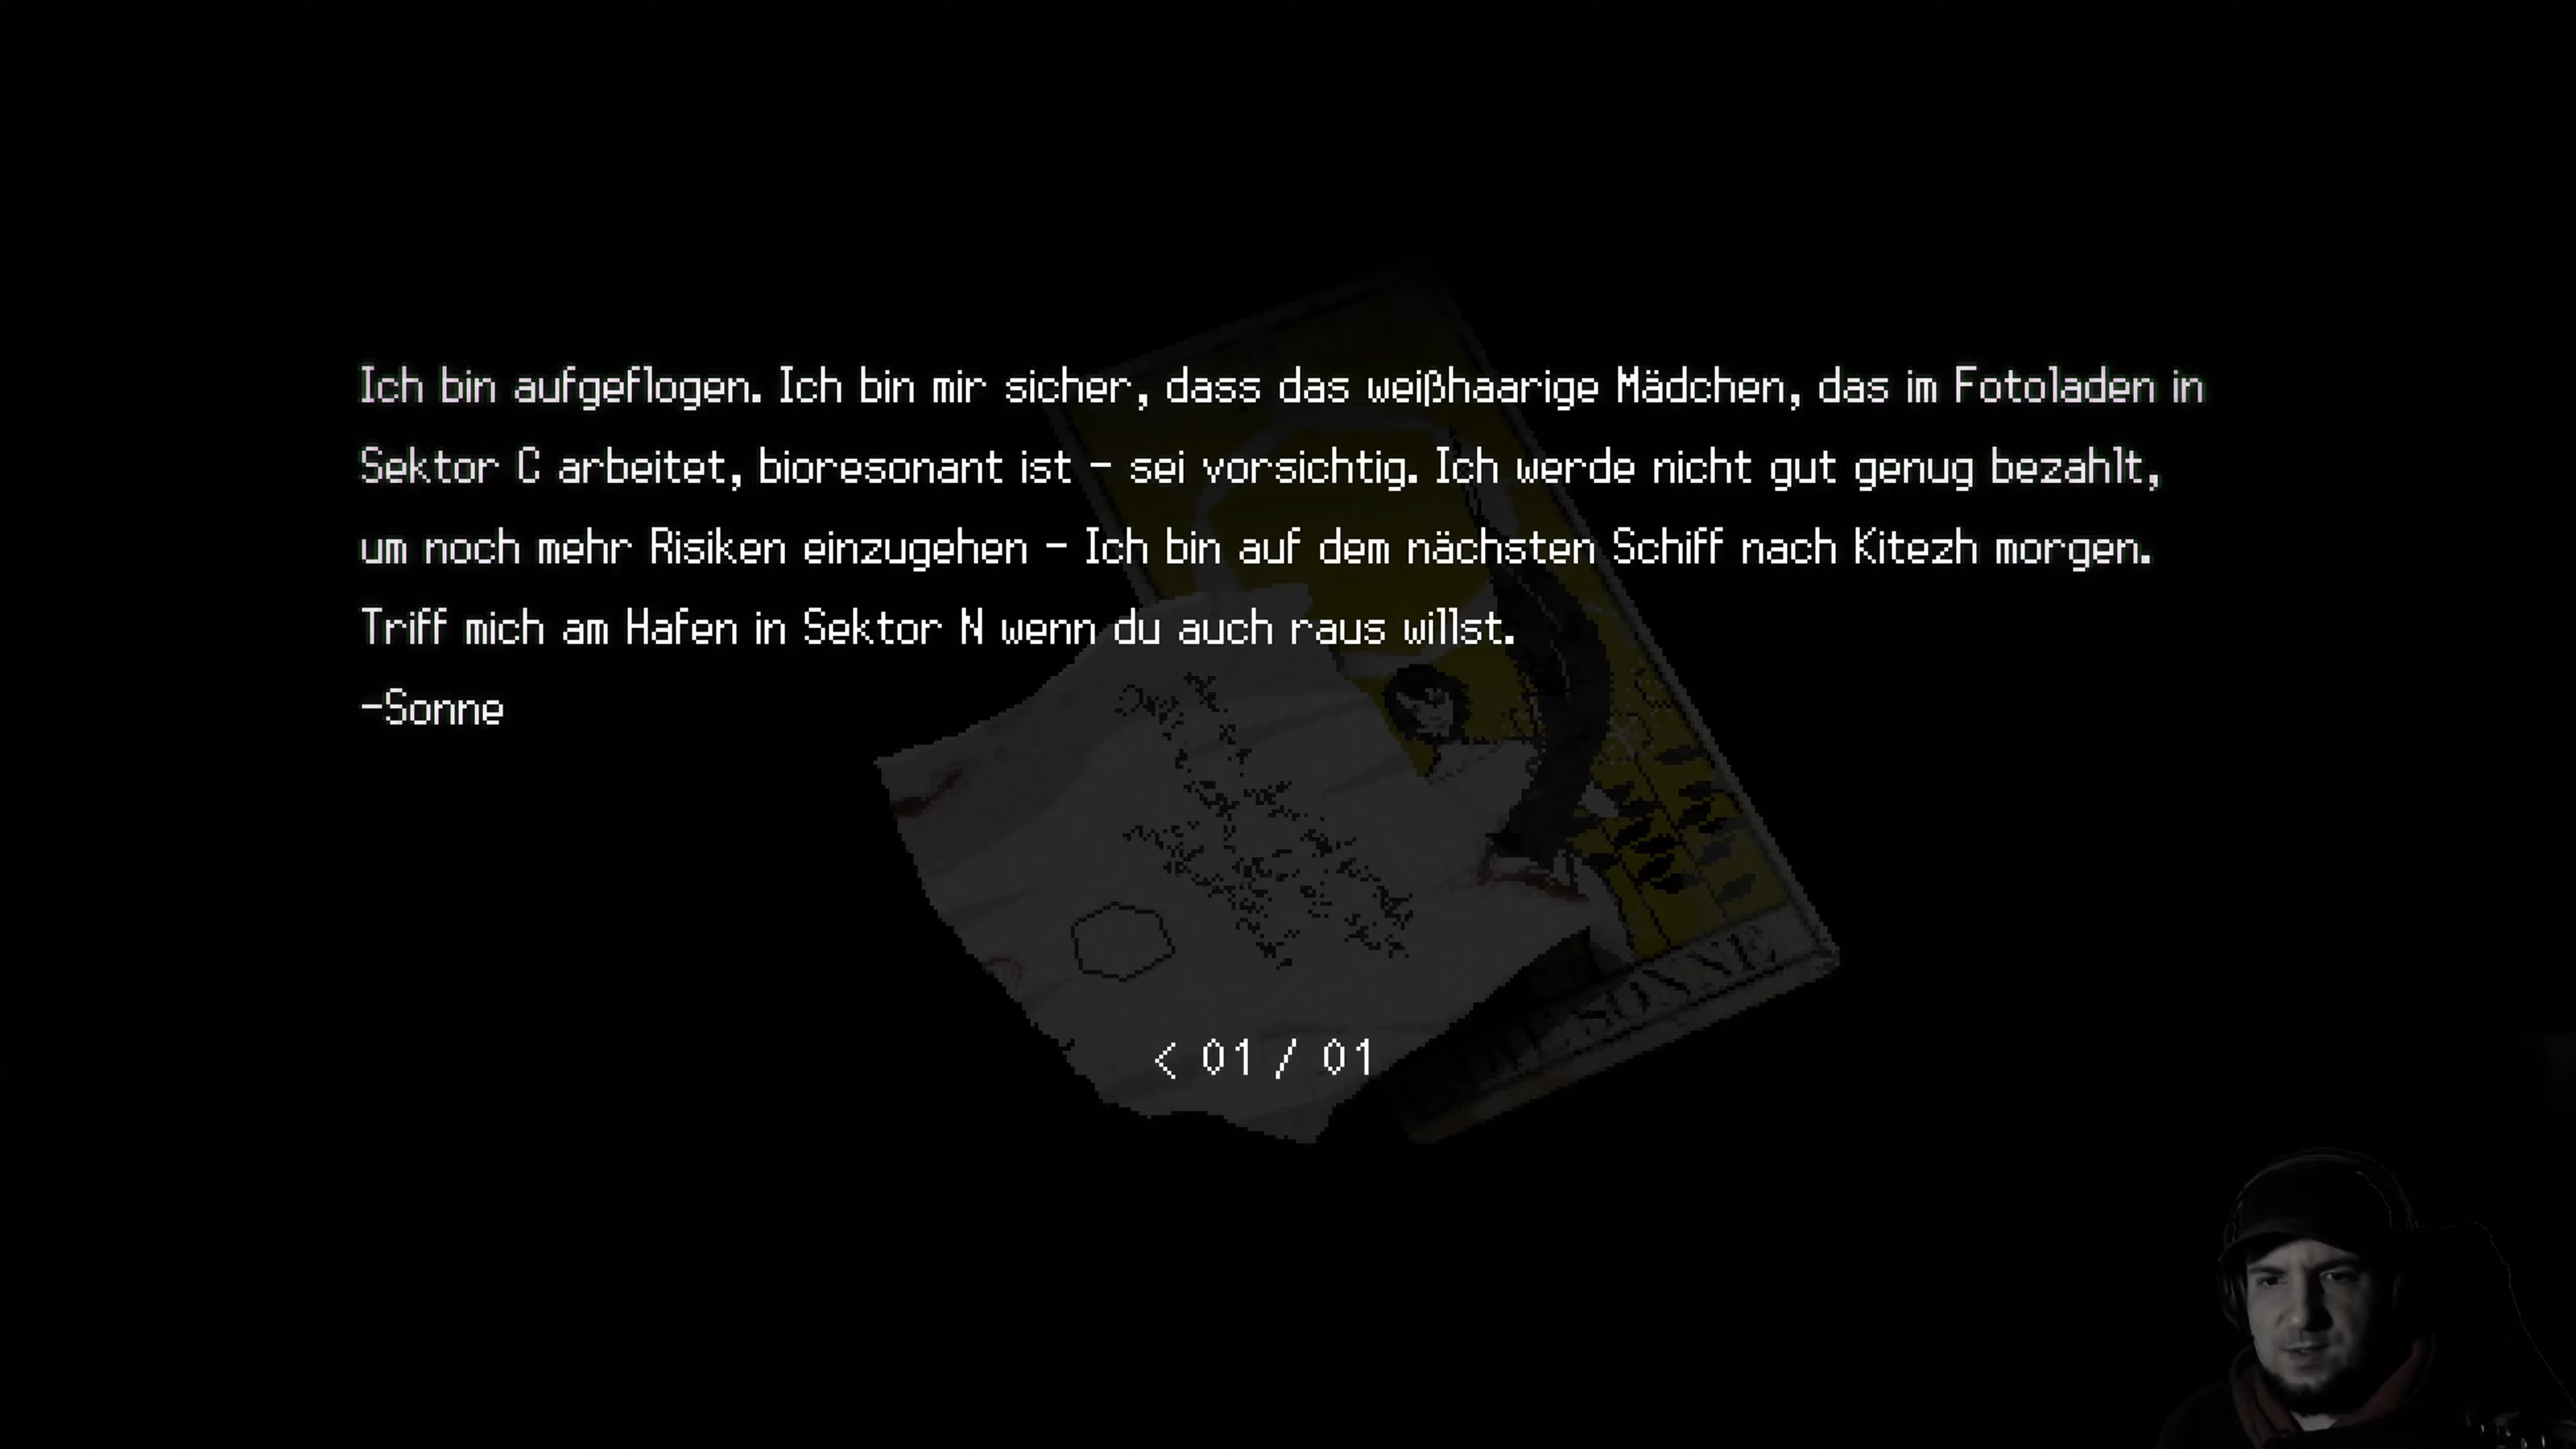 Ich bin aufgeflogen. Ich bin mir sicher, dass das weißhaarige Mädchen, das im Fotoladen in
Sektor C arbeitet, bioresonant ist - sei vorsichtig. Ich werde nicht gut genug bezahlt,
um noch mehr Risiken einzugehen - Ich bin auf dem nächsten Schiff nach Kitezh morgen.
Triff mich am Hafen in Sektor N wenn du auch raus willst.
-Sonne
DIE SONNE
< 01 / 01